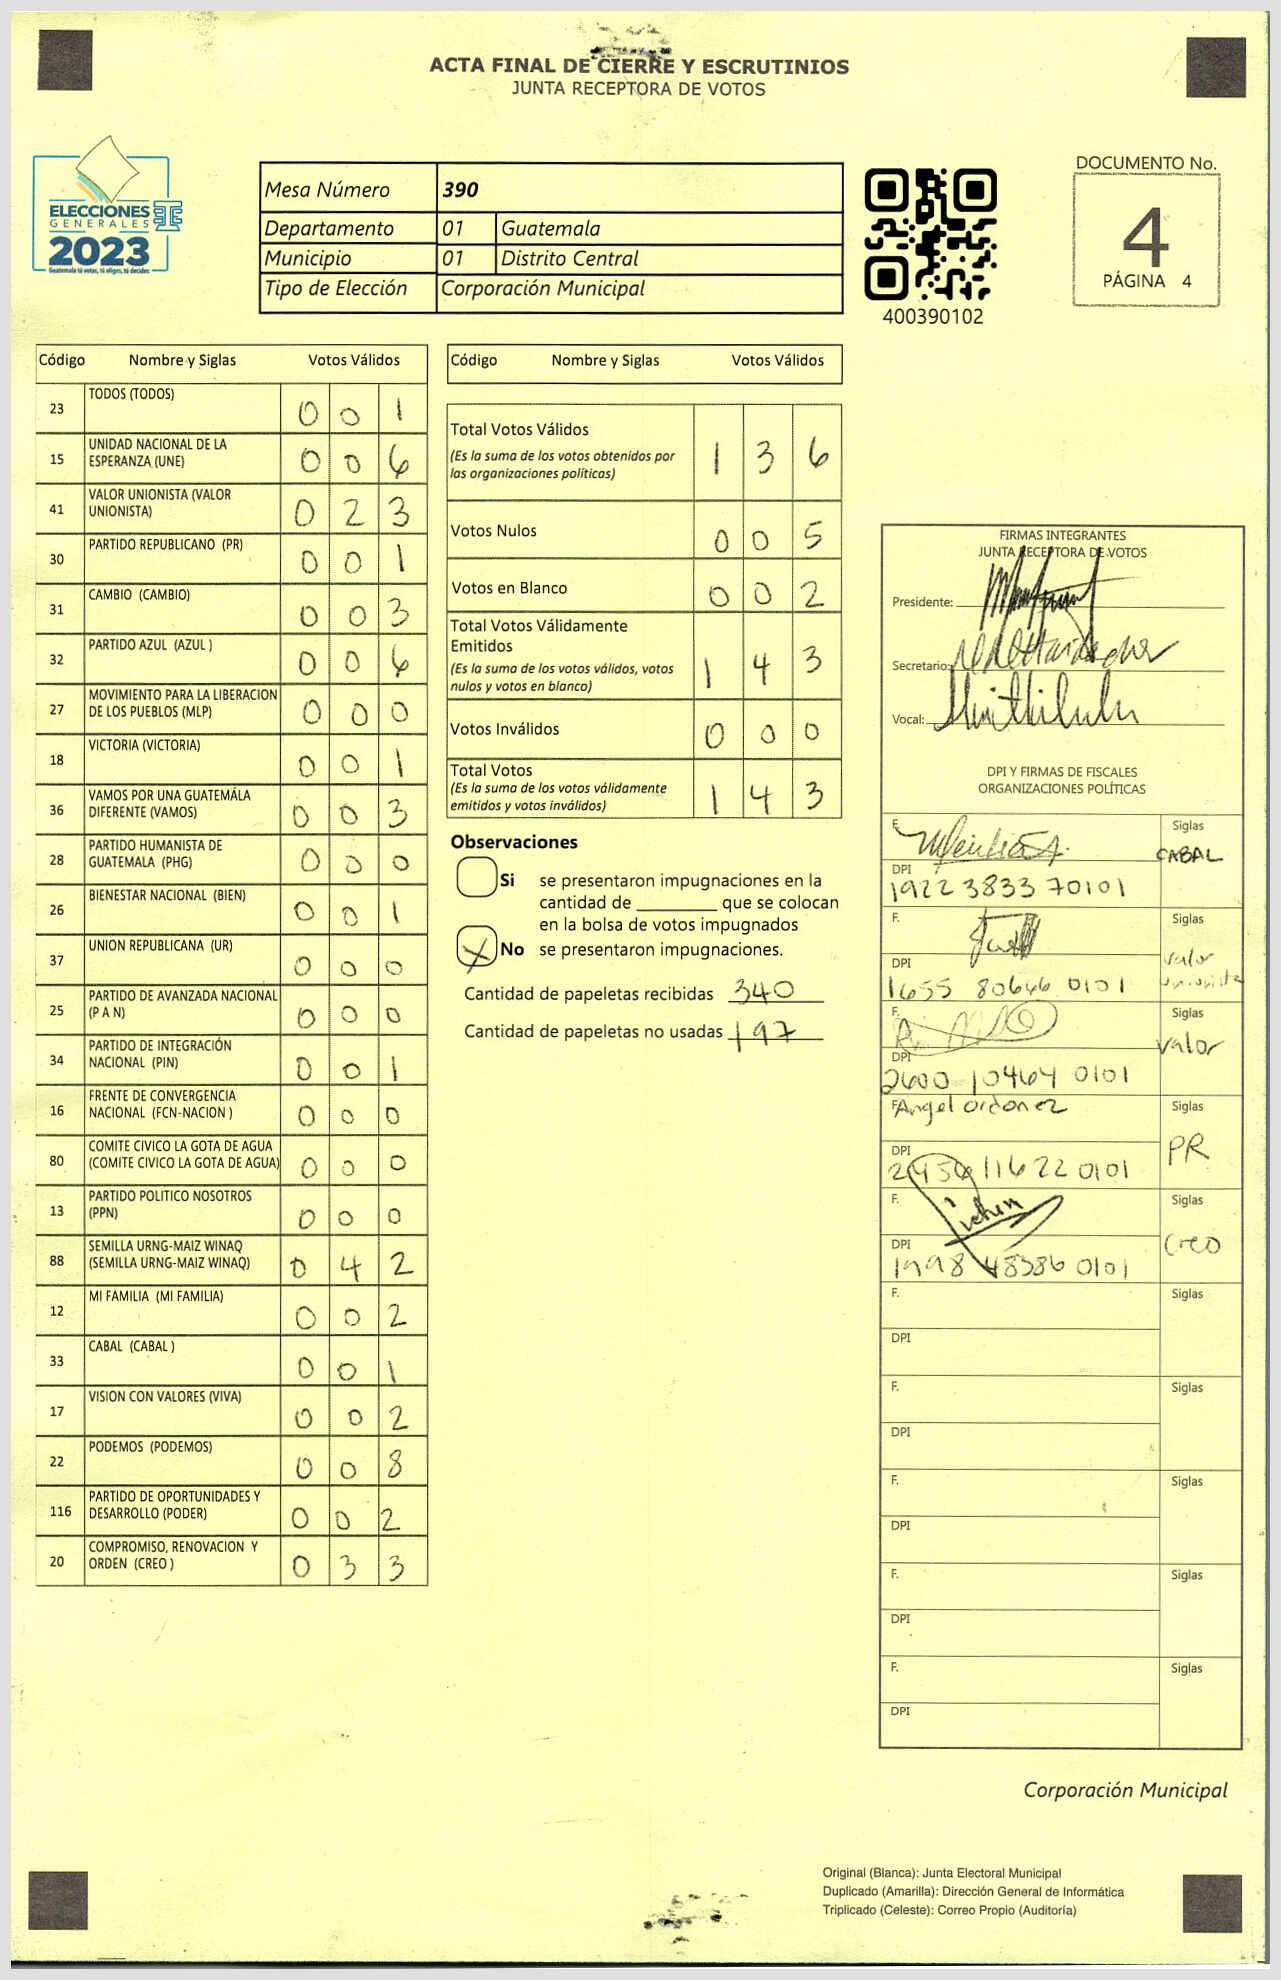 ACTA FINAL DE CIERRE Y ESCRUTINIOS
JUNTA RECEPTORA DE VOTOS
ELECCIONES
GENERALES
2023
Guatemala tú votas, tú eliges, tú decides
Mesa Número 390
Departamento 01 Guatemala
Municipio 01 Distrito Central
Tipo de Elección Corporación Municipal
400390102
DOCUMENTO No.
4
PÁGINA 4
Código Nombre y Siglas Votos Válidos
23 TODOS (TODOS) 0 0 1
15 UNIDAD NACIONAL DE LA
ESPERANZA (UNE) 0 0 6
41 VALOR UNIONISTA (VALOR
UNIONISTA) 0 2 3
30 PARTIDO REPUBLICANO (PR) 0 0 1
31 CAMBIO (CAMBIO) 0 0 3
32 PARTIDO AZUL (AZUL ) 0 0 6
27 MOVIMIENTO PARA LA LIBERACION
DE LOS PUEBLOS (MLP) 0 0 0
18 VICTORIA (VICTORIA) 0 0 1
36 VAMOS POR UNA GUATEMÁLA
DIFERENTE (VAMOS) 0 0 3
28 PARTIDO HUMANISTA DE
GUATEMALA (PHG) 0 0 0
26 BIENESTAR NACIONAL (BIEN) 0 0 1
37 UNION REPUBLICANA (UR) 0 0 0
25 PARTIDO DE AVANZADA NACIONAL
(P A N) 0 0 0
34 PARTIDO DE INTEGRACIÓN
NACIONAL (PIN) 0 0 1
16 FRENTE DE CONVERGENCIA
NACIONAL (FCN-NACION ) 0 0 0
80 COMITE CIVICO LA GOTA DE AGUA
(COMITE CIVICO LA GOTA DE AGUA) 0 0 0
13 PARTIDO POLITICO NOSOTROS
(PPN) 0 0 0
88 SEMILLA URNG-MAIZ WINAQ
(SEMILLA URNG-MAIZ WINAQ) 0 4 2
12 MI FAMILIA (MI FAMILIA) 0 0 2
33 CABAL (CABAL ) 0 0 1
17 VISION CON VALORES (VIVA) 0 0 2
22 PODEMOS (PODEMOS) 0 0 8
116 PARTIDO DE OPORTUNIDADES Y
DESARROLLO (PODER) 0 0 2
20 COMPROMISO, RENOVACION Y
ORDEN (CREO ) 0 3 3
Código Nombre y Siglas Votos Válidos
Total Votos Válidos 1 3 6
(Es la suma de los votos obtenidos por
las organizaciones políticas)
Votos Nulos 0 0 5
Votos en Blanco 0 0 2
Total Votos Válidamente
Emitidos 1 4 3
(Es la suma de los votos válidos, votos
nulos y votos en blanco)
Votos Inválidos 0 0 0
Total Votos 1 4 3
(Es la suma de los votos válidamente
emitidos y votos inválidos)
Observaciones
Si se presentaron impugnaciones en la
cantidad de ________ que se colocan
en la bolsa de votos impugnados
X No se presentaron impugnaciones.
Cantidad de papeletas recibidas 340
Cantidad de papeletas no usadas 197
FIRMAS INTEGRANTES
JUNTA RECEPTORA DE VOTOS
Presidente:
Secretario:
Vocal:
DPI Y FIRMAS DE FISCALES
ORGANIZACIONES POLÍTICAS
F. Siglas
CABAL
DPI
1922 3833 70101
F. Siglas
valor
unionista
DPI
1655 80646 0101
F. Siglas
valor
DPI
2600 10464 0101
F. Angel ordonez Siglas
PR
DPI
2456 11622 0101
F. Siglas
Creo
DPI
1998 48386 0101
F. Siglas
DPI
F. Siglas
DPI
F. Siglas
DPI
F. Siglas
DPI
F. Siglas
DPI
Corporación Municipal
Original (Blanca): Junta Electoral Municipal
Duplicado (Amarilla): Dirección General de Informática
Triplicado (Celeste): Correo Propio (Auditoría)